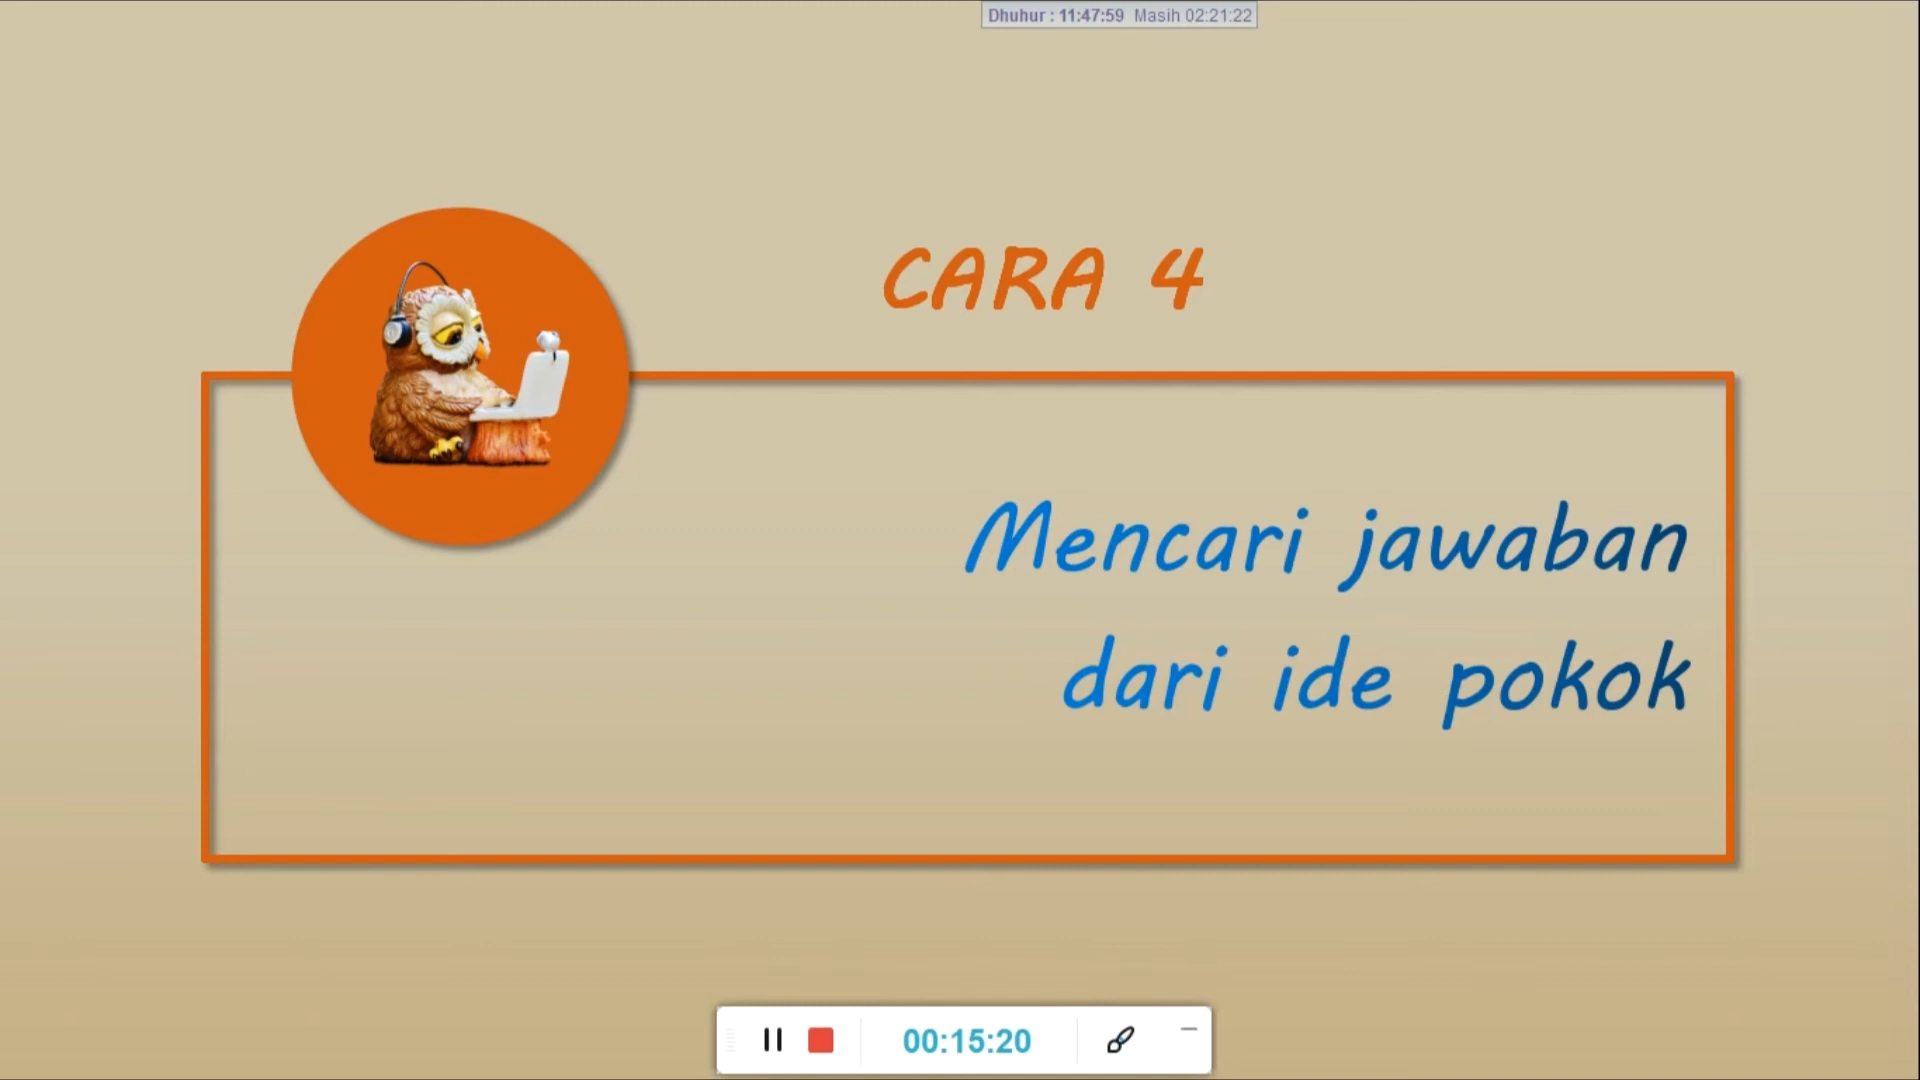 Dhuhur : 11:47:59 Masih 02:21:22
CARA 4
Mencari jawaban
dari ide pokok
00:15:20